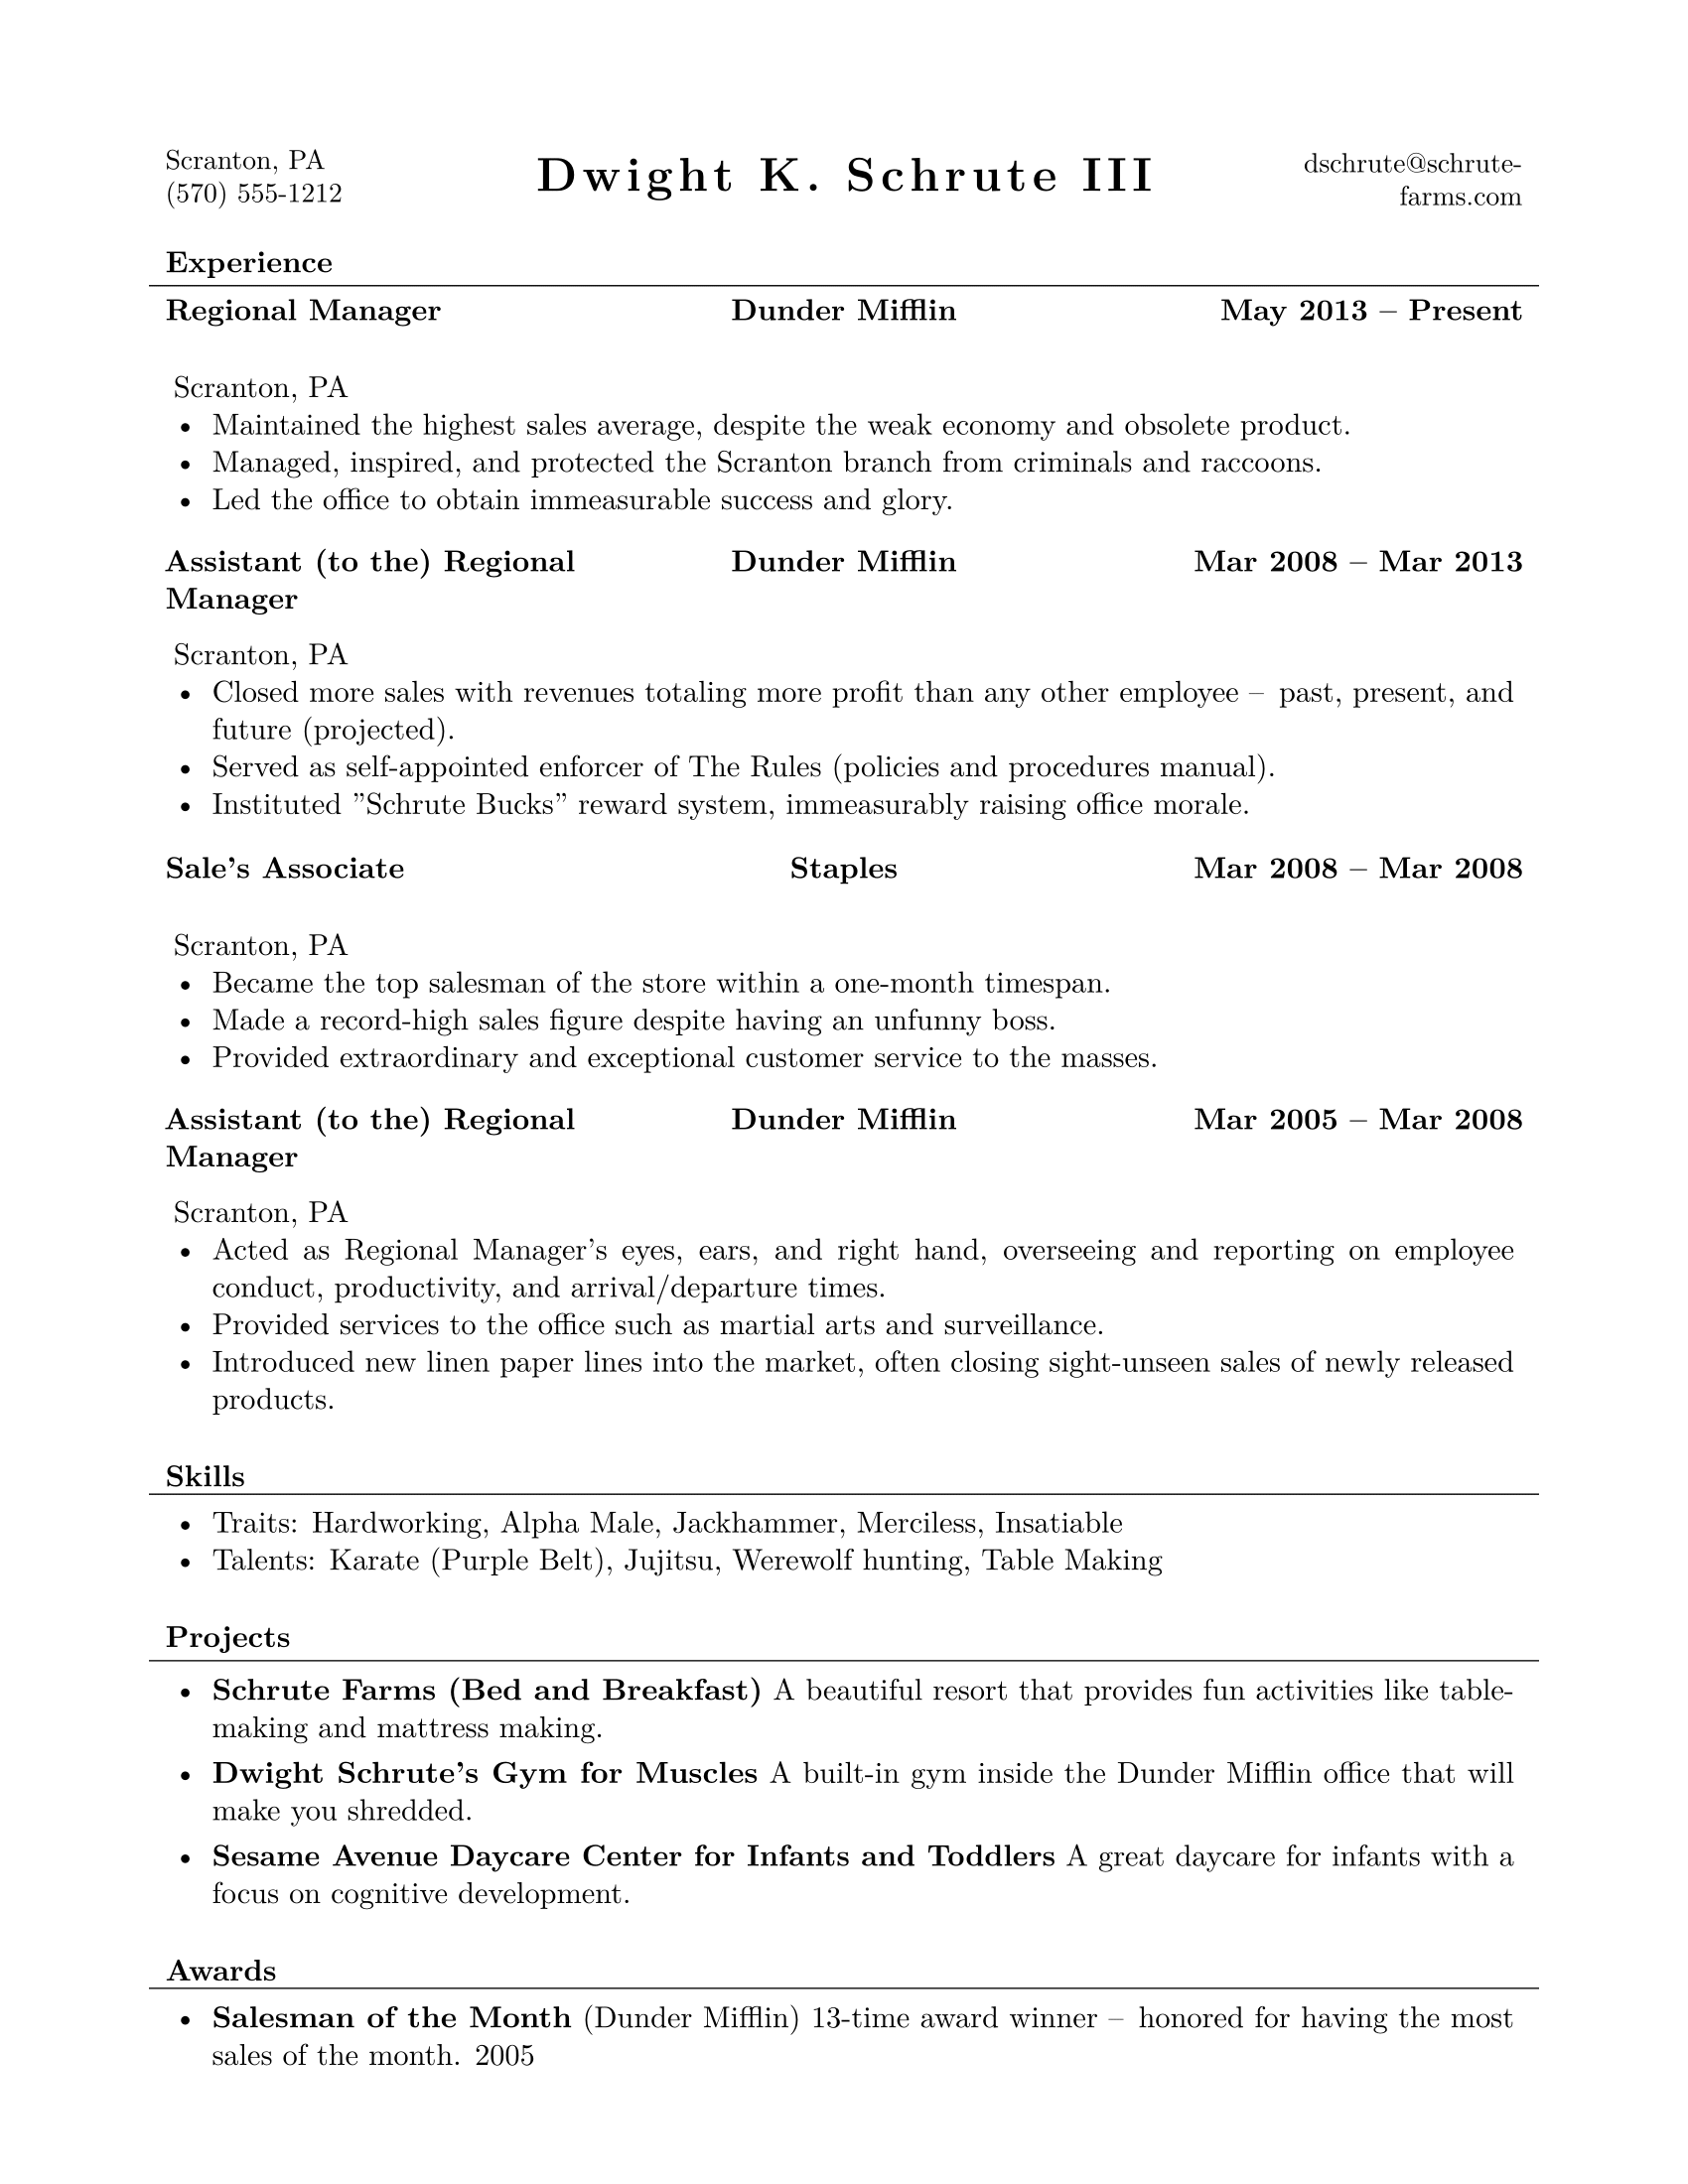 Scranton, PA
(570) 555-1212
Dwight K. Schrute III
dschrute@schrute-
farms.com
Experience
Regional Manager Dunder Mifflin May 2013 – Present
Scranton, PA
• Maintained the highest sales average, despite the weak economy and obsolete product.
• Managed, inspired, and protected the Scranton branch from criminals and raccoons.
• Led the office to obtain immeasurable success and glory.
Assistant (to the) Regional Dunder Mifflin Mar 2008 – Mar 2013
Manager
Scranton, PA
• Closed more sales with revenues totaling more profit than any other employee – past, present, and
future (projected).
• Served as self-appointed enforcer of The Rules (policies and procedures manual).
• Instituted ”Schrute Bucks” reward system, immeasurably raising office morale.
Sale’s Associate Staples Mar 2008 – Mar 2008
Scranton, PA
• Became the top salesman of the store within a one-month timespan.
• Made a record-high sales figure despite having an unfunny boss.
• Provided extraordinary and exceptional customer service to the masses.
Assistant (to the) Regional Dunder Mifflin Mar 2005 – Mar 2008
Manager
Scranton, PA
• Acted as Regional Manager’s eyes, ears, and right hand, overseeing and reporting on employee
conduct, productivity, and arrival/departure times.
• Provided services to the office such as martial arts and surveillance.
• Introduced new linen paper lines into the market, often closing sight-unseen sales of newly released
products.
Skills
• Traits: Hardworking, Alpha Male, Jackhammer, Merciless, Insatiable
• Talents: Karate (Purple Belt), Jujitsu, Werewolf hunting, Table Making
Projects
• Schrute Farms (Bed and Breakfast) A beautiful resort that provides fun activities like table-
making and mattress making.
• Dwight Schrute’s Gym for Muscles A built-in gym inside the Dunder Mifflin office that will
make you shredded.
• Sesame Avenue Daycare Center for Infants and Toddlers A great daycare for infants with a
focus on cognitive development.
Awards
• Salesman of the Month (Dunder Mifflin) 13-time award winner – honored for having the most
sales of the month. 2005